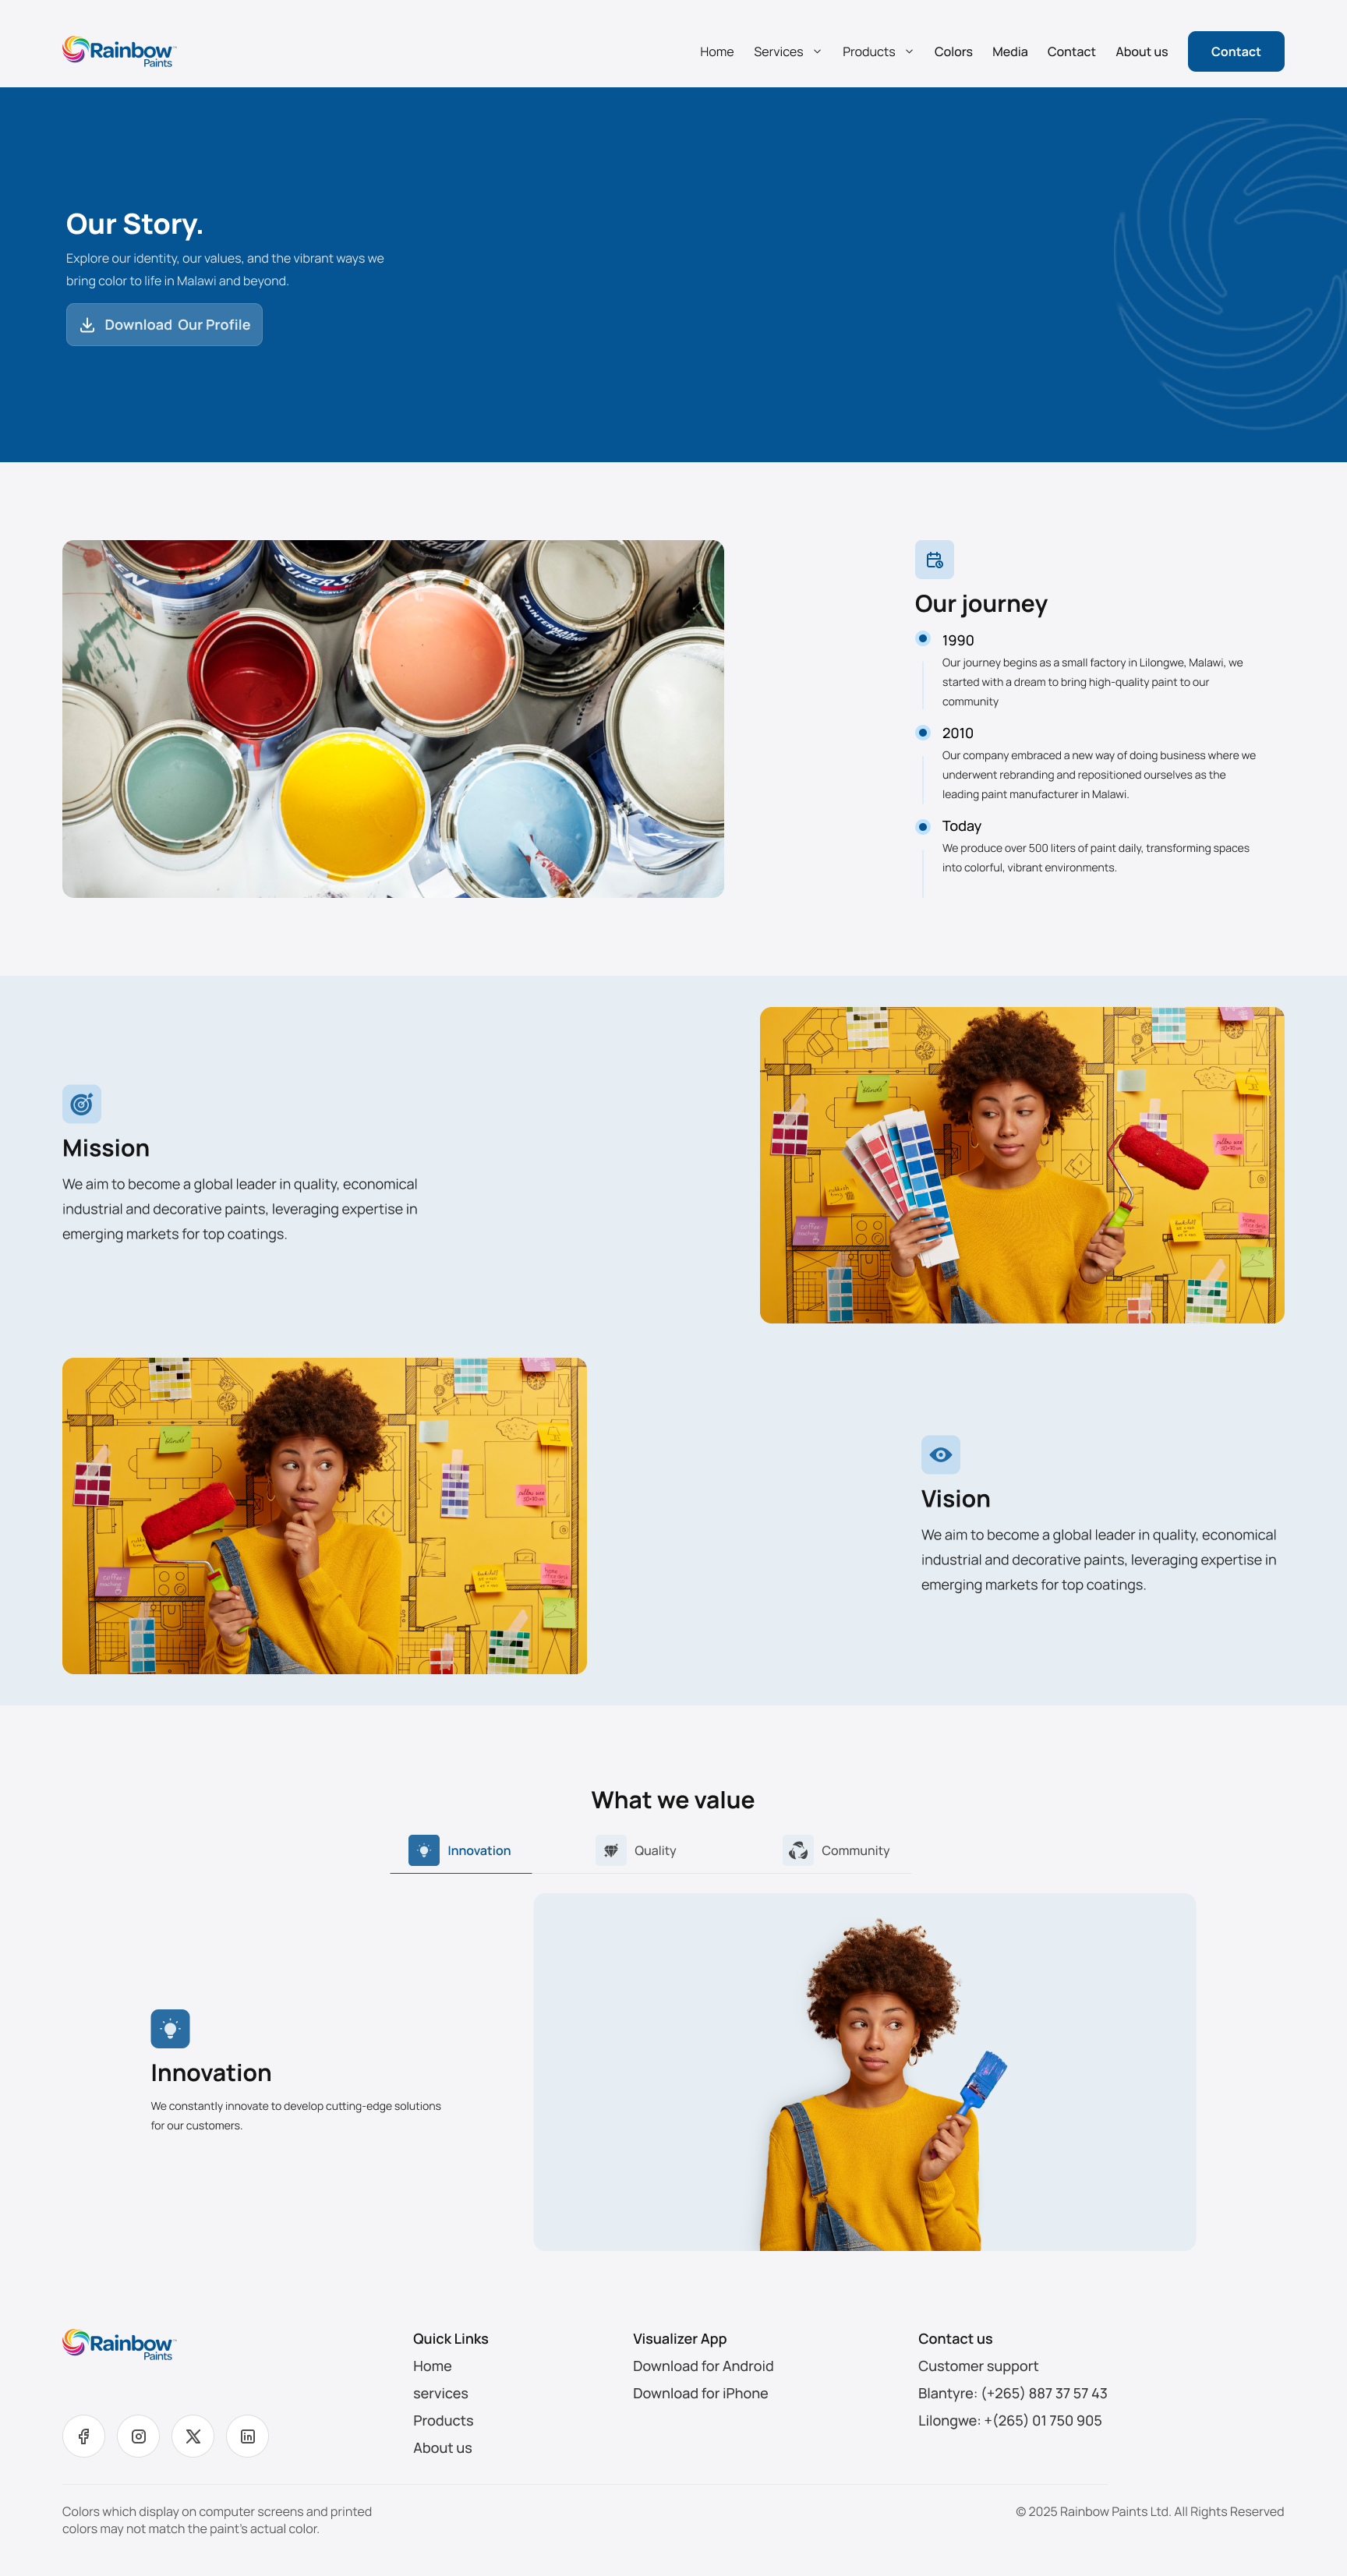 Rainbow
Paints
Home Services Products Colors Media Contact About us Contact
Our Story.
Explore our identity, our values, and the vibrant ways we
bring color to life in Malawi and beyond.
Download Our Profile
SUPER S
PAINTERMAN
FRIEND
Our journey
1990
Our journey begins as a small factory in Lilongwe, Malawi, we
started with a dream to bring high-quality paint to our
community
2010
Our company embraced a new way of doing business where we
underwent rebranding and repositioned ourselves as the
leading paint manufacturer in Malawi.
Today
We produce over 500 liters of paint daily, transforming spaces
into colorful, vibrant environments.
Mission
We aim to become a global leader in quality, economical
industrial and decorative paints, leveraging expertise in
emerging markets for top coatings.
blinds
blinds
Vision
We aim to become a global leader in quality, economical
industrial and decorative paints, leveraging expertise in
emerging markets for top coatings.
What we value
Innovation Quality Community
Innovation
We constantly innovate to develop cutting-edge solutions
for our customers.
Rainbow
Paints
Quick Links
Home
services
Products
About us
Visualizer App
Download for Android
Download for iPhone
Contact us
Customer support
Blantyre: (+265) 887 37 57 43
Lilongwe: +(265) 01 750 905
Colors which display on computer screens and printed
colors may not match the paint's actual color.
© 2025 Rainbow Paints Ltd. All Rights Reserved